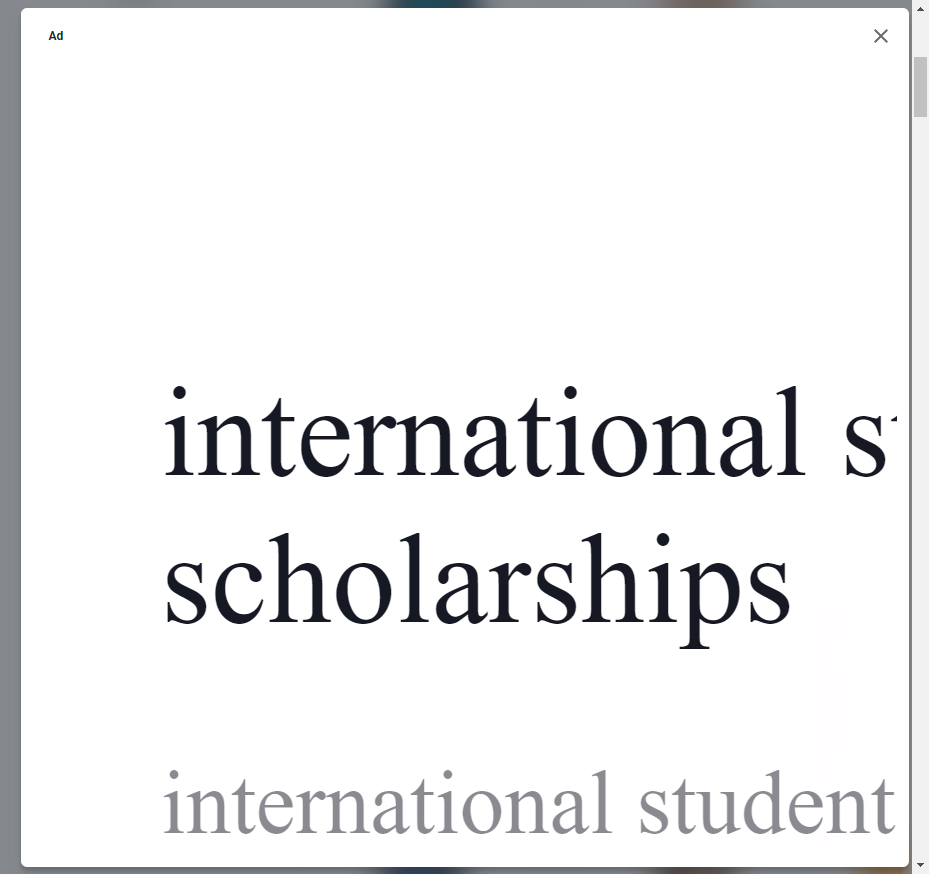 Ad
international
scholarships
international student